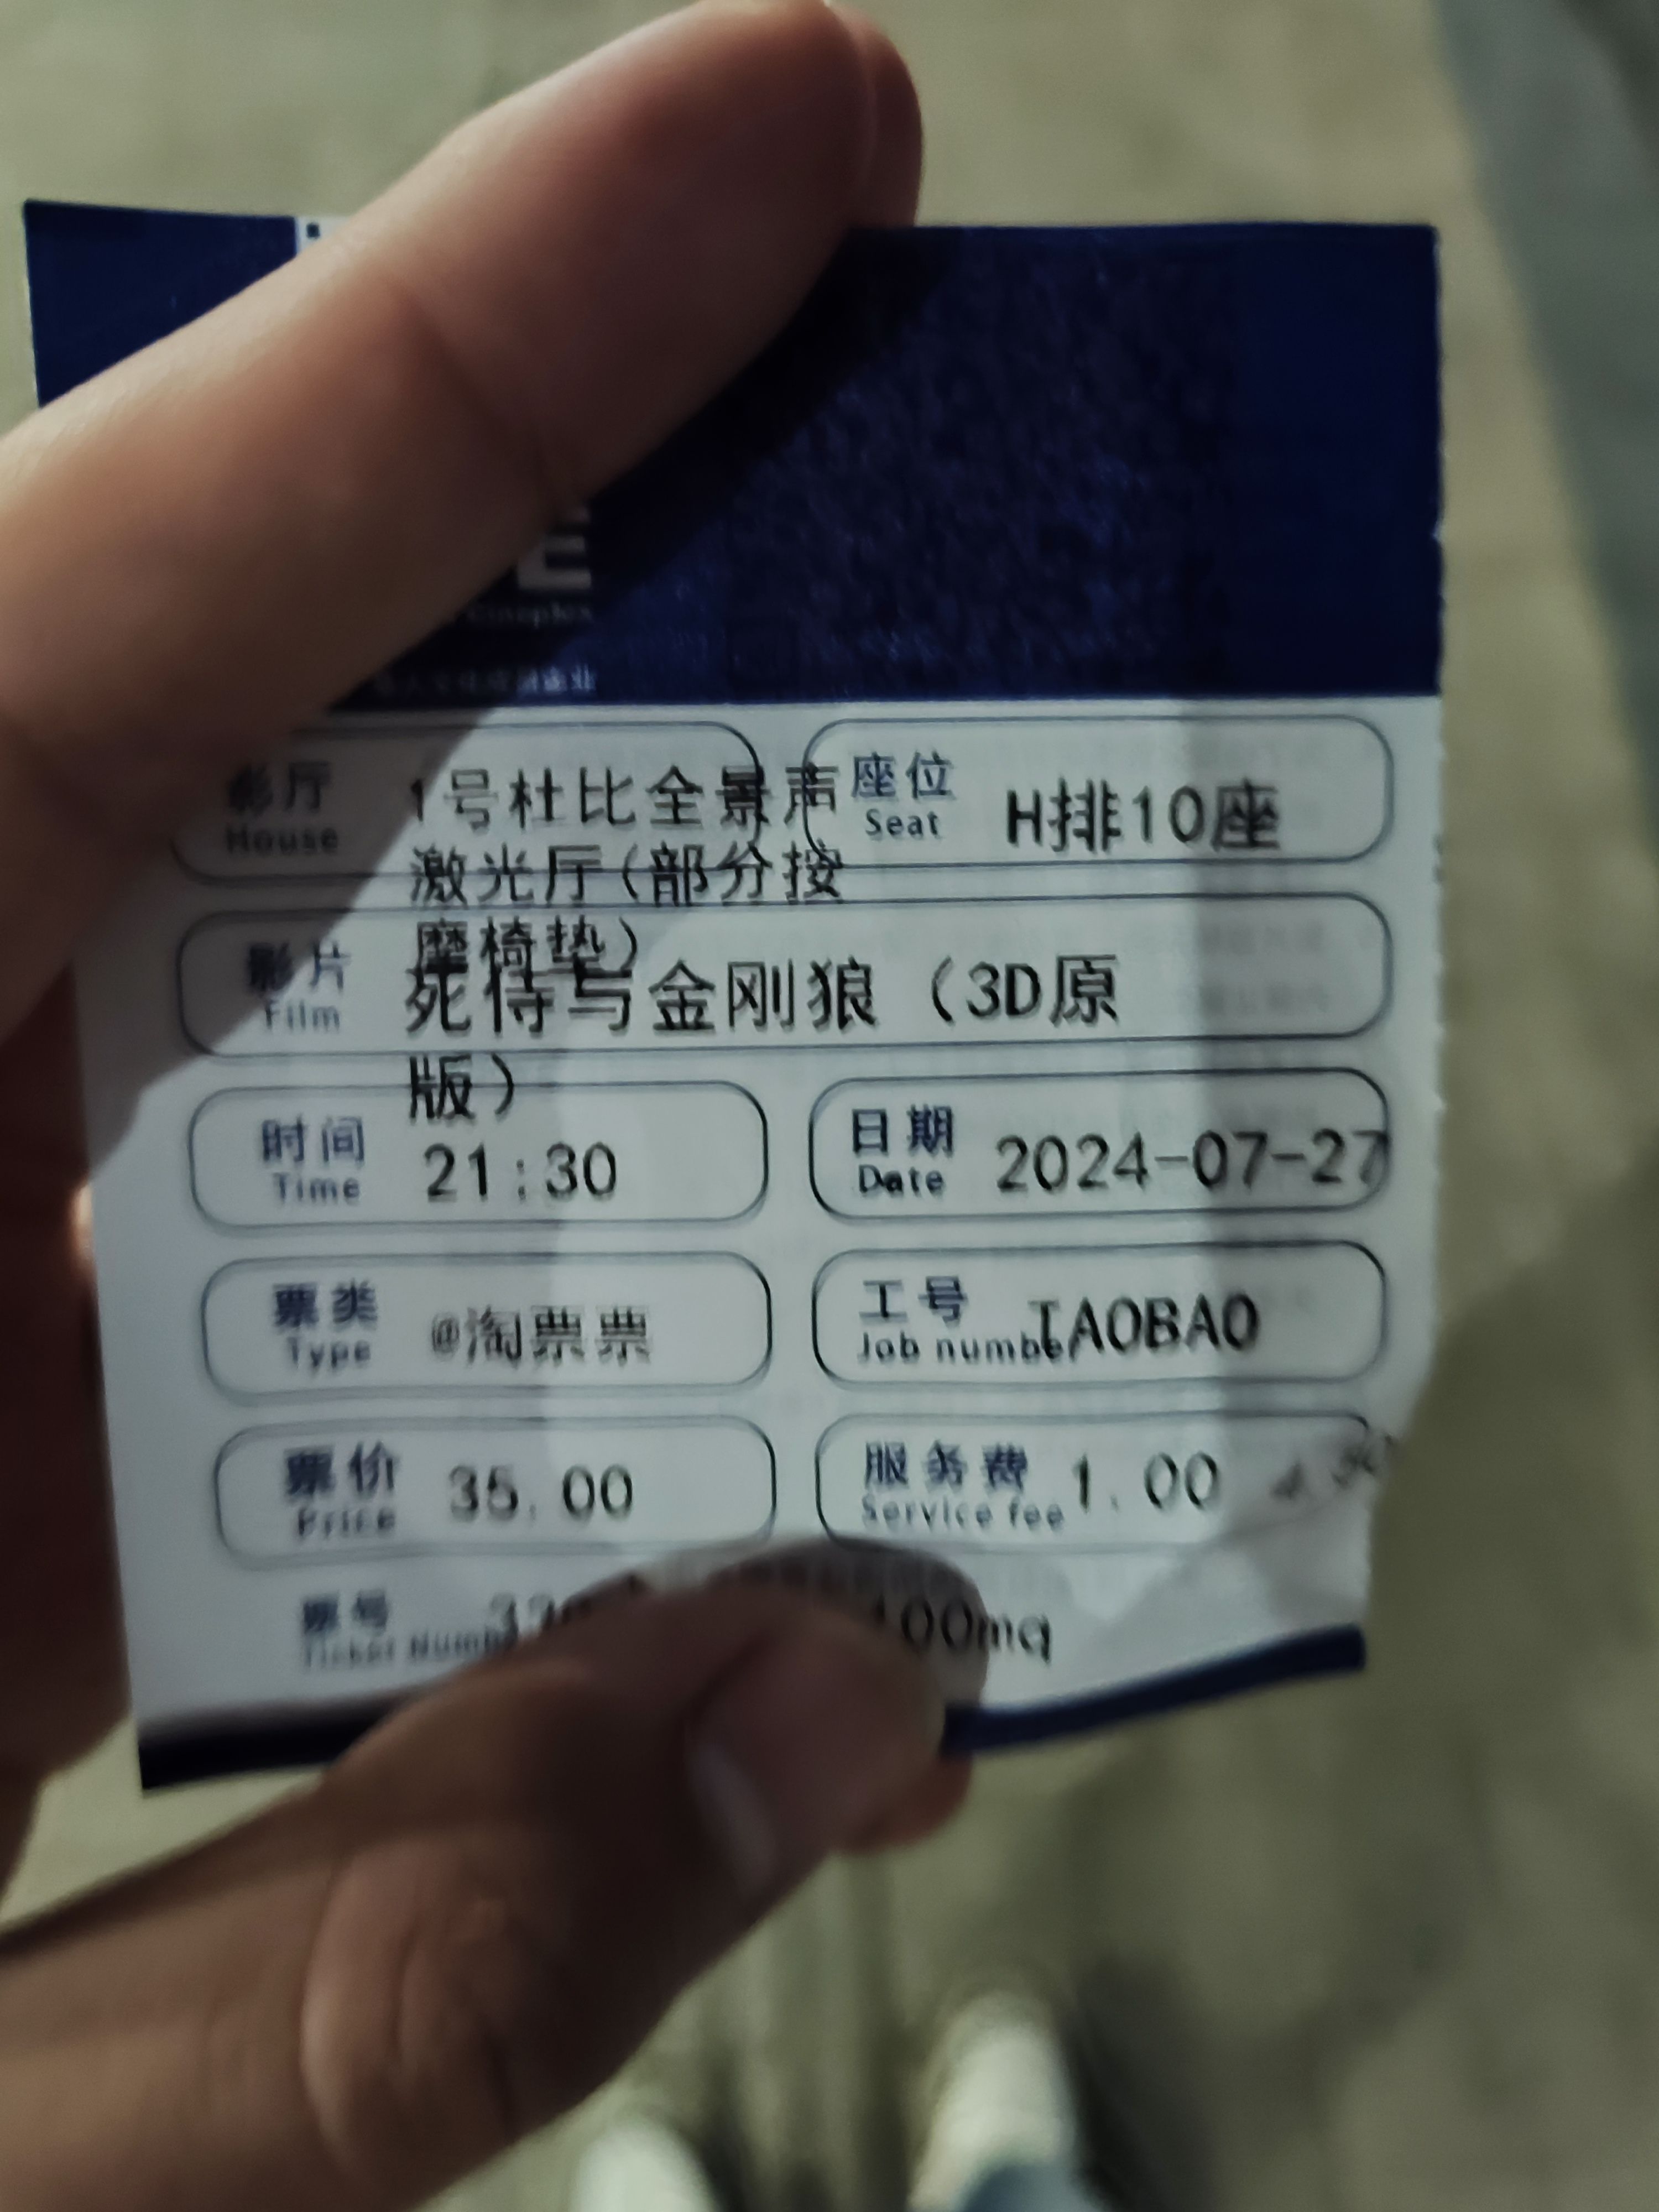 E
Cineplex
影厅 1号杜比全景声 座位
House Seat H排10座
激光厅(部分按
摩椅垫)
影片 死侍与金刚狼（3D原
Film
版）
时间 21:30 日期 2024-07-27
Time Date
票类 @淘票票 工号 TAOBAO
Type Job number
票价 35.00 服务费 1.00
Price Service fee
票号
Ticket